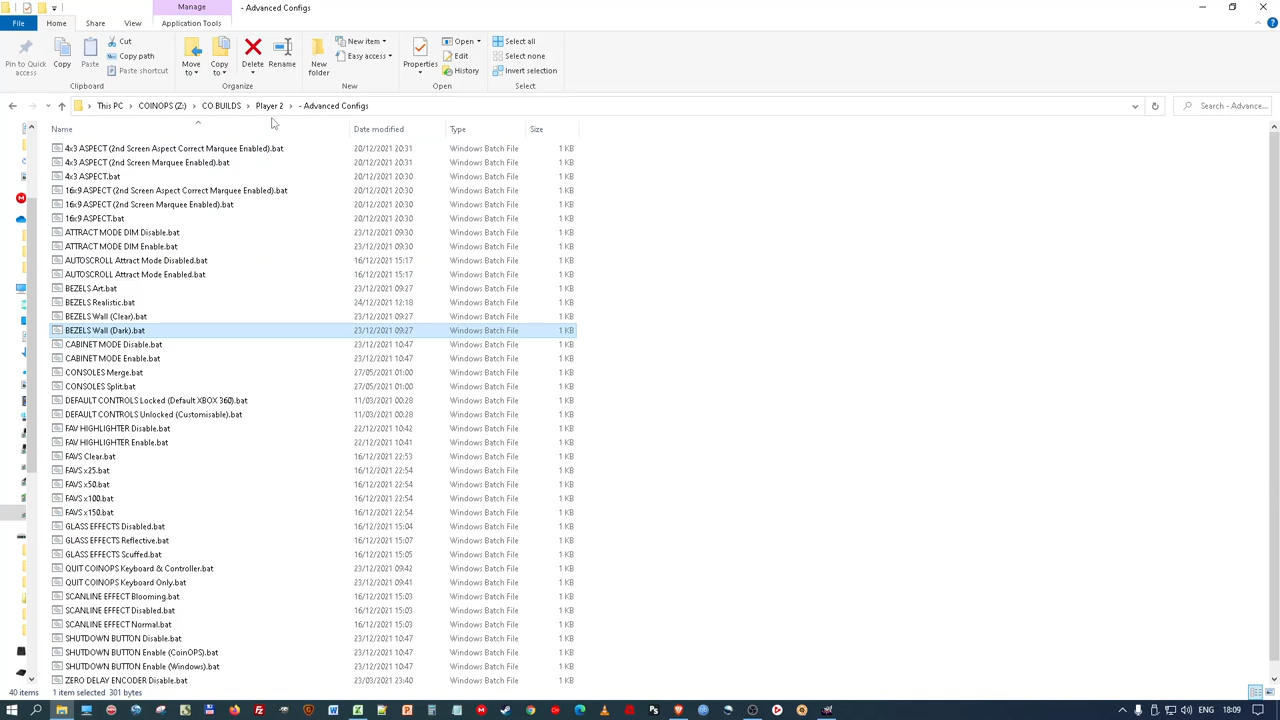 Manage
- Advanced Configs
File
Home
Share
View
Application Tools
Pin to Quick access
Copy
Paste
Cut
Copy path
Paste shortcut
Clipboard
Move to
Copy to
Delete
Rename
Organize
New folder
New item
Easy access
New
Properties
Open
Edit
History
Open
Select all
Select none
Invert selection
Select
This PC > COINOPS (Z:) > CO BUILDS > Player 2 > - Advanced Configs
Search - Advance...
Name Date modified Type Size
4x3 ASPECT (2nd Screen Aspect Correct Marquee Enabled).bat 20/12/2021 20:31 Windows Batch File 1 KB
4x3 ASPECT (2nd Screen Marquee Enabled).bat 20/12/2021 20:31 Windows Batch File 1 KB
4x3 ASPECT.bat 20/12/2021 20:30 Windows Batch File 1 KB
16x9 ASPECT (2nd Screen Aspect Correct Marquee Enabled).bat 20/12/2021 20:30 Windows Batch File 1 KB
16x9 ASPECT (2nd Screen Marquee Enabled).bat 20/12/2021 20:30 Windows Batch File 1 KB
16x9 ASPECT.bat 20/12/2021 20:30 Windows Batch File 1 KB
ATTRACT MODE DIM Disable.bat 23/12/2021 09:30 Windows Batch File 1 KB
ATTRACT MODE DIM Enable.bat 23/12/2021 09:30 Windows Batch File 1 KB
AUTOSCROLL Attract Mode Disabled.bat 16/12/2021 15:17 Windows Batch File 1 KB
AUTOSCROLL Attract Mode Enabled.bat 16/12/2021 15:17 Windows Batch File 1 KB
BEZELS Art.bat 23/12/2021 09:27 Windows Batch File 1 KB
BEZELS Realistic.bat 24/12/2021 12:18 Windows Batch File 1 KB
BEZELS Wall (Clear).bat 23/12/2021 09:27 Windows Batch File 1 KB
BEZELS Wall (Dark).bat 23/12/2021 09:27 Windows Batch File 1 KB
CABINET MODE Disable.bat 23/12/2021 10:47 Windows Batch File 1 KB
CABINET MODE Enable.bat 23/12/2021 10:47 Windows Batch File 1 KB
CONSOLES Merge.bat 27/05/2021 01:00 Windows Batch File 1 KB
CONSOLES Split.bat 27/05/2021 01:00 Windows Batch File 1 KB
DEFAULT CONTROLS Locked (Default XBOX 360).bat 11/03/2021 00:28 Windows Batch File 1 KB
DEFAULT CONTROLS Unlocked (Customisable).bat 11/03/2021 00:28 Windows Batch File 1 KB
FAV HIGHLIGHTER Disable.bat 22/12/2021 10:42 Windows Batch File 1 KB
FAV HIGHLIGHTER Enable.bat 22/12/2021 10:41 Windows Batch File 1 KB
FAVS Clear.bat 16/12/2021 22:53 Windows Batch File 1 KB
FAVS x25.bat 16/12/2021 22:54 Windows Batch File 1 KB
FAVS x50.bat 16/12/2021 22:54 Windows Batch File 1 KB
FAVS x100.bat 16/12/2021 22:54 Windows Batch File 1 KB
FAVS x150.bat 16/12/2021 22:54 Windows Batch File 1 KB
GLASS EFFECTS Disabled.bat 16/12/2021 15:04 Windows Batch File 1 KB
GLASS EFFECTS Reflective.bat 16/12/2021 15:07 Windows Batch File 1 KB
GLASS EFFECTS Scuffed.bat 16/12/2021 15:05 Windows Batch File 1 KB
QUIT COINOPS Keyboard & Controller.bat 23/12/2021 09:42 Windows Batch File 1 KB
QUIT COINOPS Keyboard Only.bat 23/12/2021 09:41 Windows Batch File 1 KB
SCANLINE EFFECT Blooming.bat 16/12/2021 15:03 Windows Batch File 1 KB
SCANLINE EFFECT Disabled.bat 16/12/2021 15:03 Windows Batch File 1 KB
SCANLINE EFFECT Normal.bat 16/12/2021 15:03 Windows Batch File 1 KB
SHUTDOWN BUTTON Disable.bat 23/12/2021 10:47 Windows Batch File 1 KB
SHUTDOWN BUTTON Enable (CoinOPS).bat 23/12/2021 10:47 Windows Batch File 1 KB
SHUTDOWN BUTTON Enable (Windows).bat 23/12/2021 10:47 Windows Batch File 1 KB
ZERO DELAY ENCODER Disable.bat 23/03/2021 23:40 Windows Batch File 1 KB
40 items 1 item selected 301 bytes
ENG 18:09